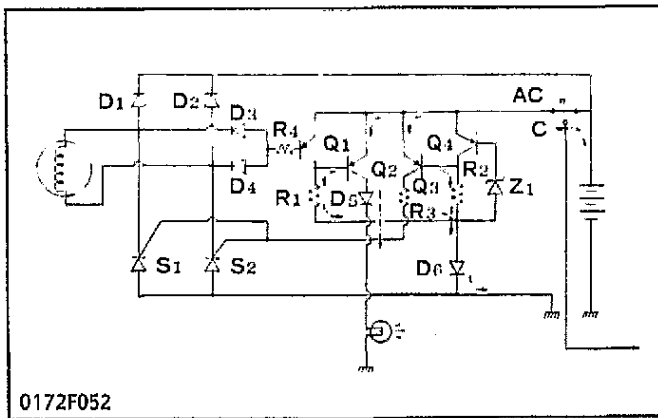 AC
D1 D2 D3
R4 C
Q1 Q4
Q2 R2
D4
R1 D5 Q3 Z1
R3
S1 S2 D6
0172F052